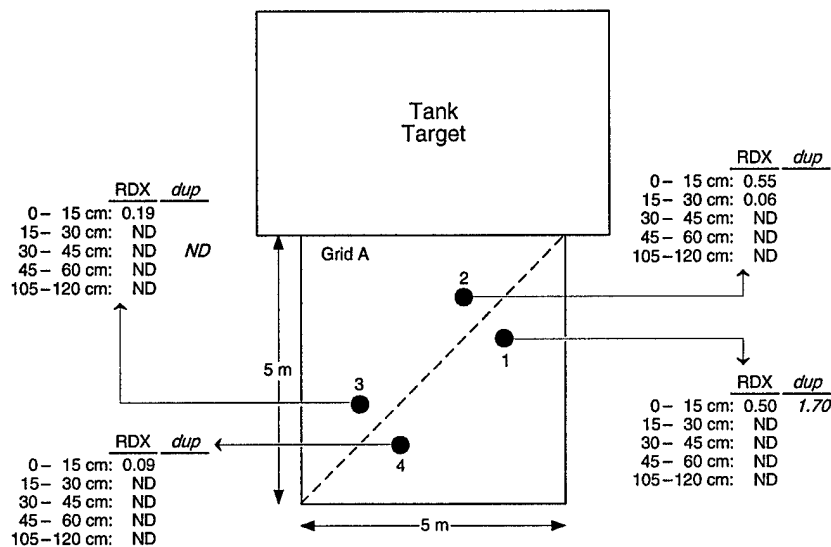 Tank
Target
RDX dup
0– 15 cm: 0.55
15– 30 cm: 0.06
30– 45 cm: ND
45– 60 cm: ND
105–120 cm: ND
RDX dup
0– 15 cm: 0.19
15– 30 cm: ND
30– 45 cm: ND ND
45– 60 cm: ND
105–120 cm: ND
Grid A
2
1
5 m
3
4
RDX dup
0– 15 cm: 0.50 1.70
15– 30 cm: ND
30– 45 cm: ND
45– 60 cm: ND
105–120 cm: ND
RDX dup
0– 15 cm: 0.09
15– 30 cm: ND
30– 45 cm: ND
45– 60 cm: ND
105–120 cm: ND
5 m